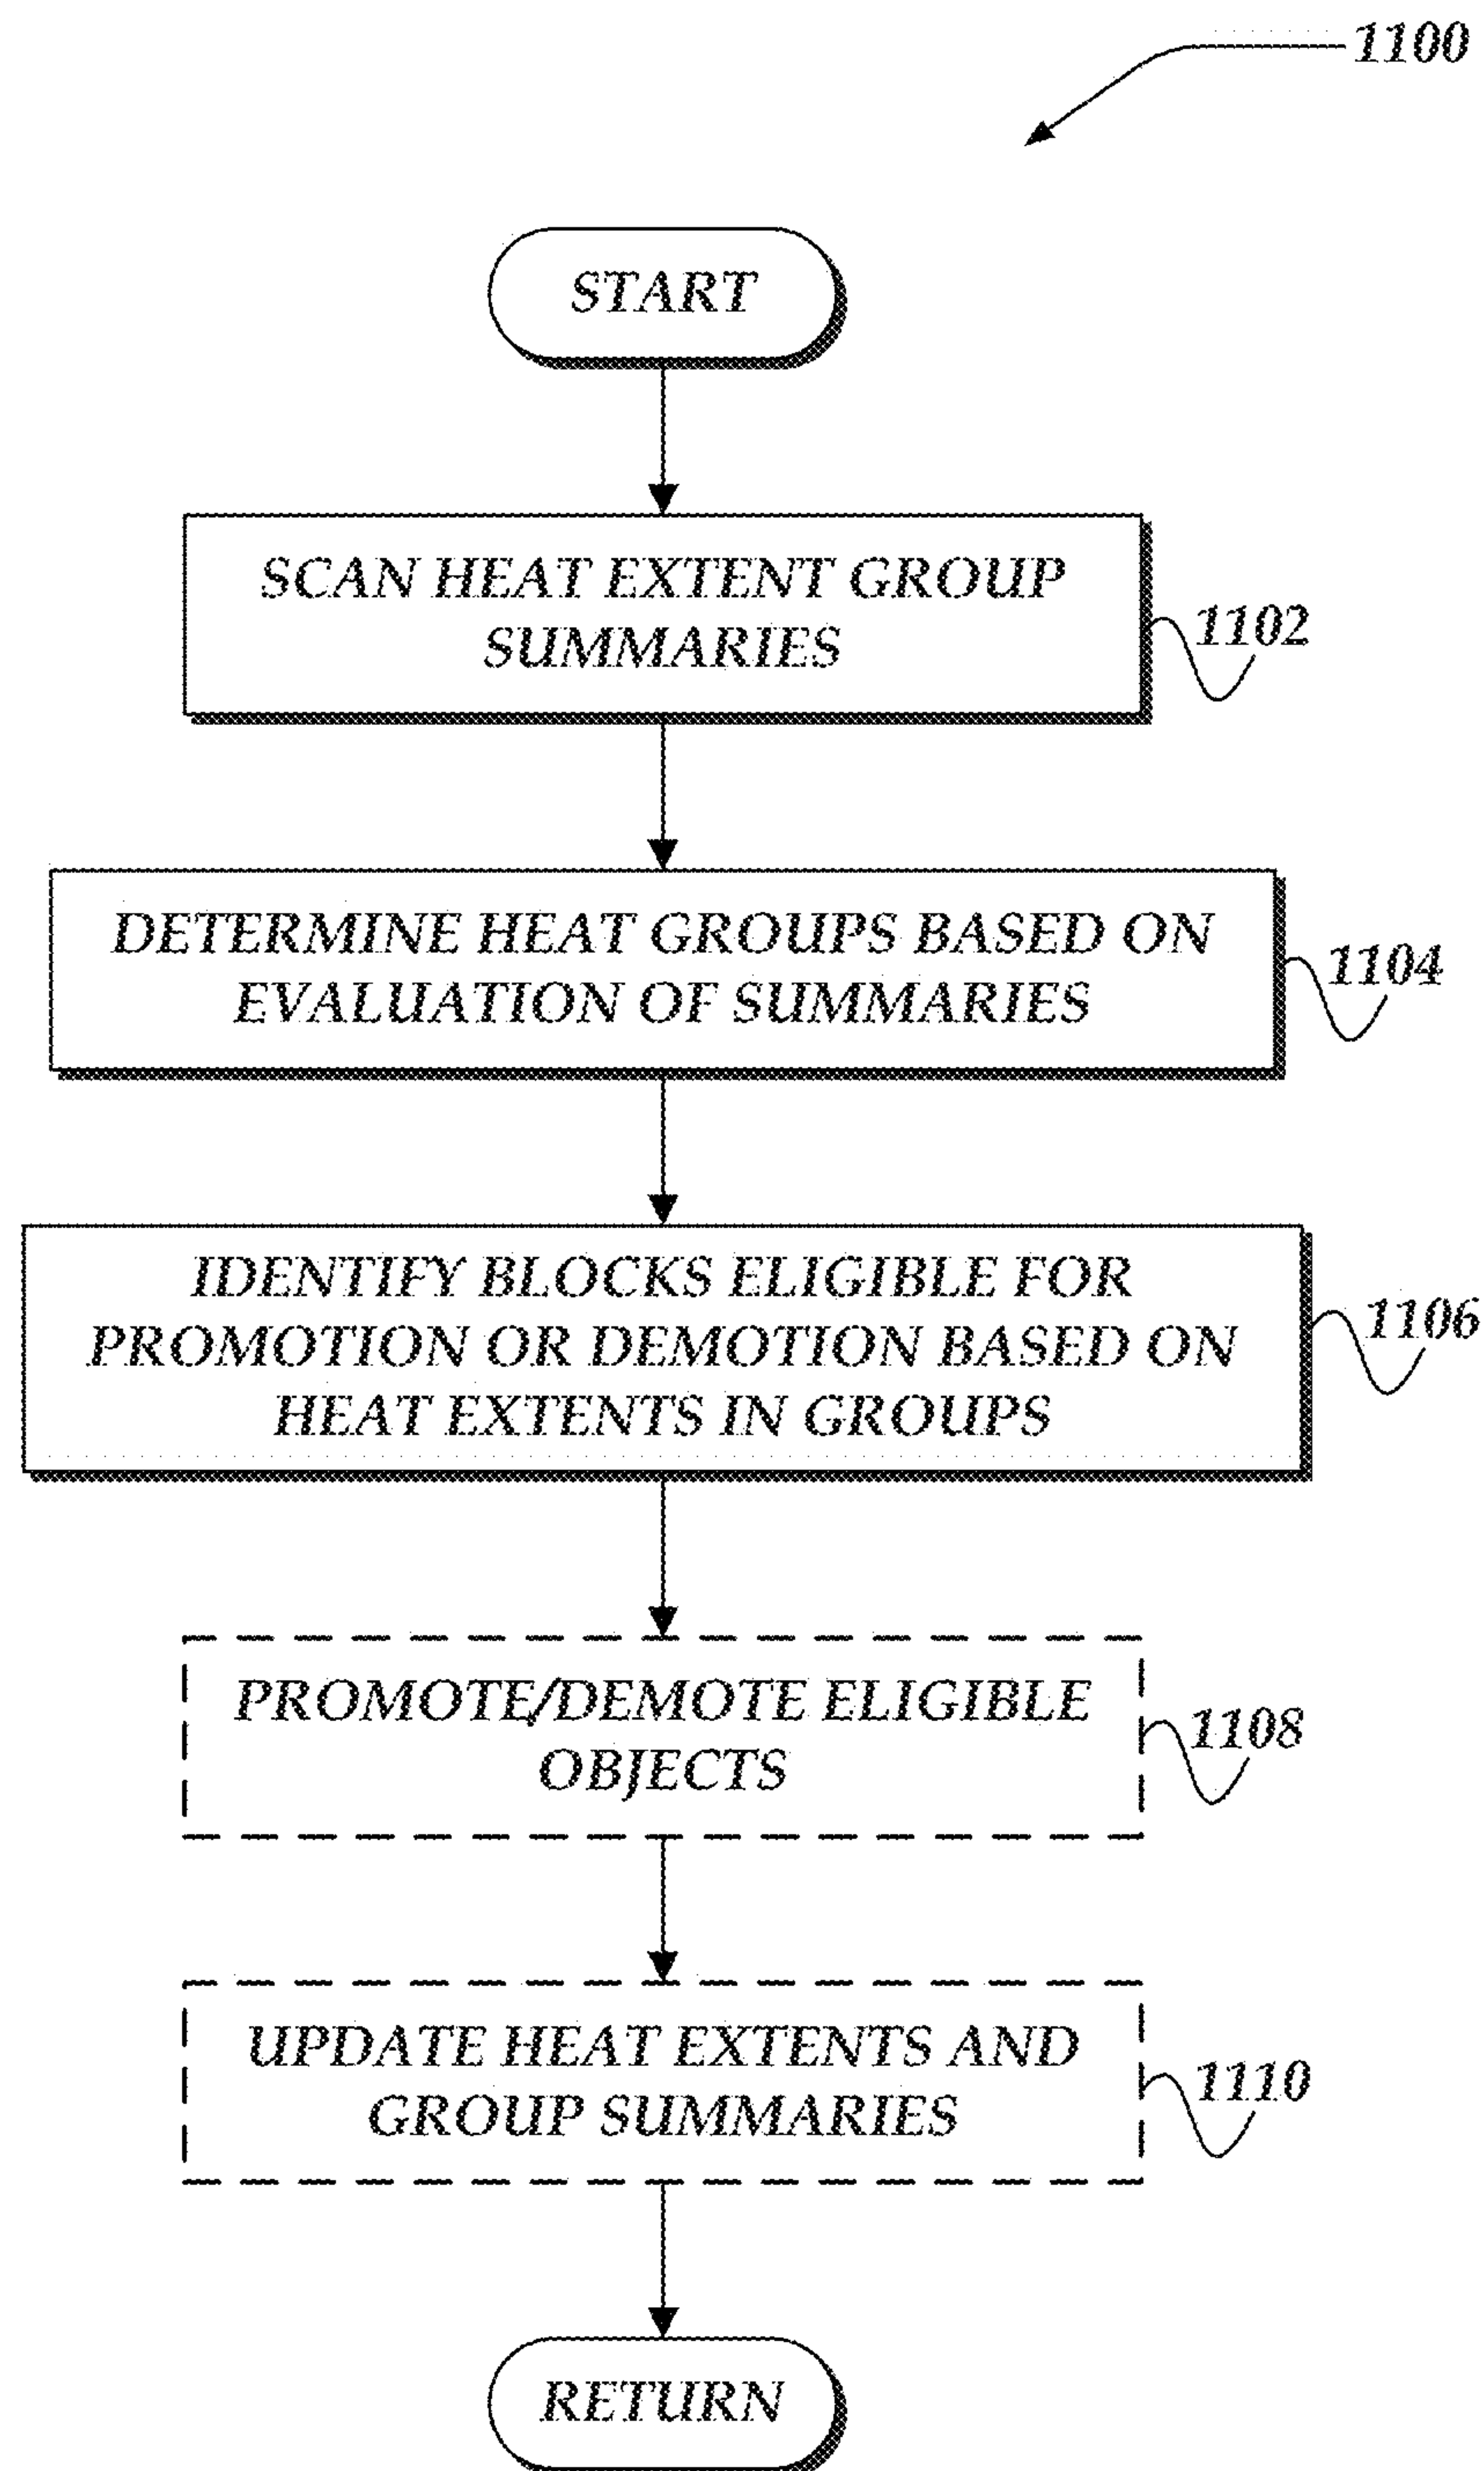 1100
START
SCAN HEAT EXTENT GROUP
SUMMARIES
1102
DETERMINE HEAT GROUPS BASED ON
EVALUATION OF SUMMARIES
1104
IDENTIFY BLOCKS ELIGIBLE FOR
PROMOTION OR DEMOTION BASED ON
HEAT EXTENTS IN GROUPS
1106
PROMOTE/DEMOTE ELIGIBLE
OBJECTS
1108
UPDATE HEAT EXTENTS AND
GROUP SUMMARIES
1110
RETURN